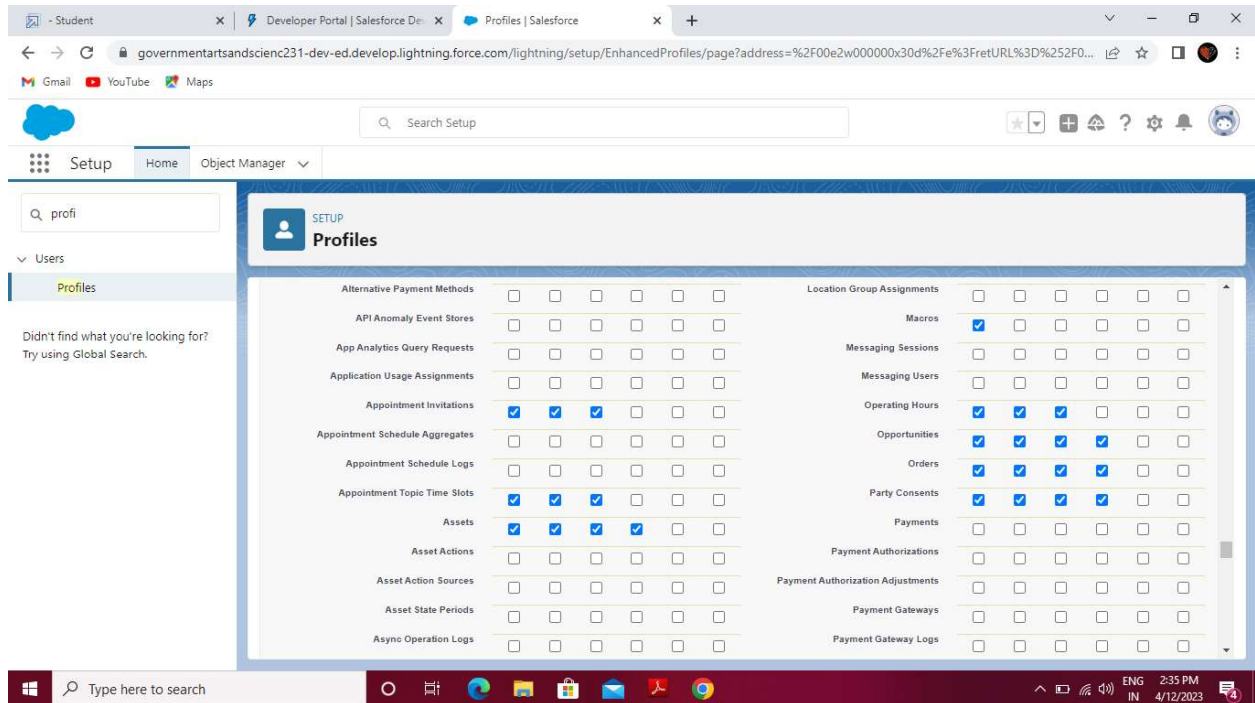 - Student
Developer Portal | Salesforce De
Profiles | Salesforce
governmentartsandscienc231-dev-ed.develop.lightning.force.com/lightning/setup/EnhancedProfiles/page?address=%2F00e2w000000x30d%2Fe%3FretURL%3D%252F0...
Gmail YouTube Maps
Search Setup
Setup Home Object Manager
profi
SETUP
Profiles
Users
Profiles
Didn't find what you're looking for?
Try using Global Search.
Alternative Payment Methods Location Group Assignments
API Anomaly Event Stores Macros
App Analytics Query Requests Messaging Sessions
Application Usage Assignments Messaging Users
Appointment Invitations Operating Hours
Appointment Schedule Aggregates Opportunities
Appointment Schedule Logs Orders
Appointment Topic Time Slots Party Consents
Assets Payments
Asset Actions Payment Authorizations
Asset Action Sources Payment Authorization Adjustments
Asset State Periods Payment Gateways
Async Operation Logs Payment Gateway Logs
Type here to search
ENG 2:35 PM
IN 4/12/2023
4